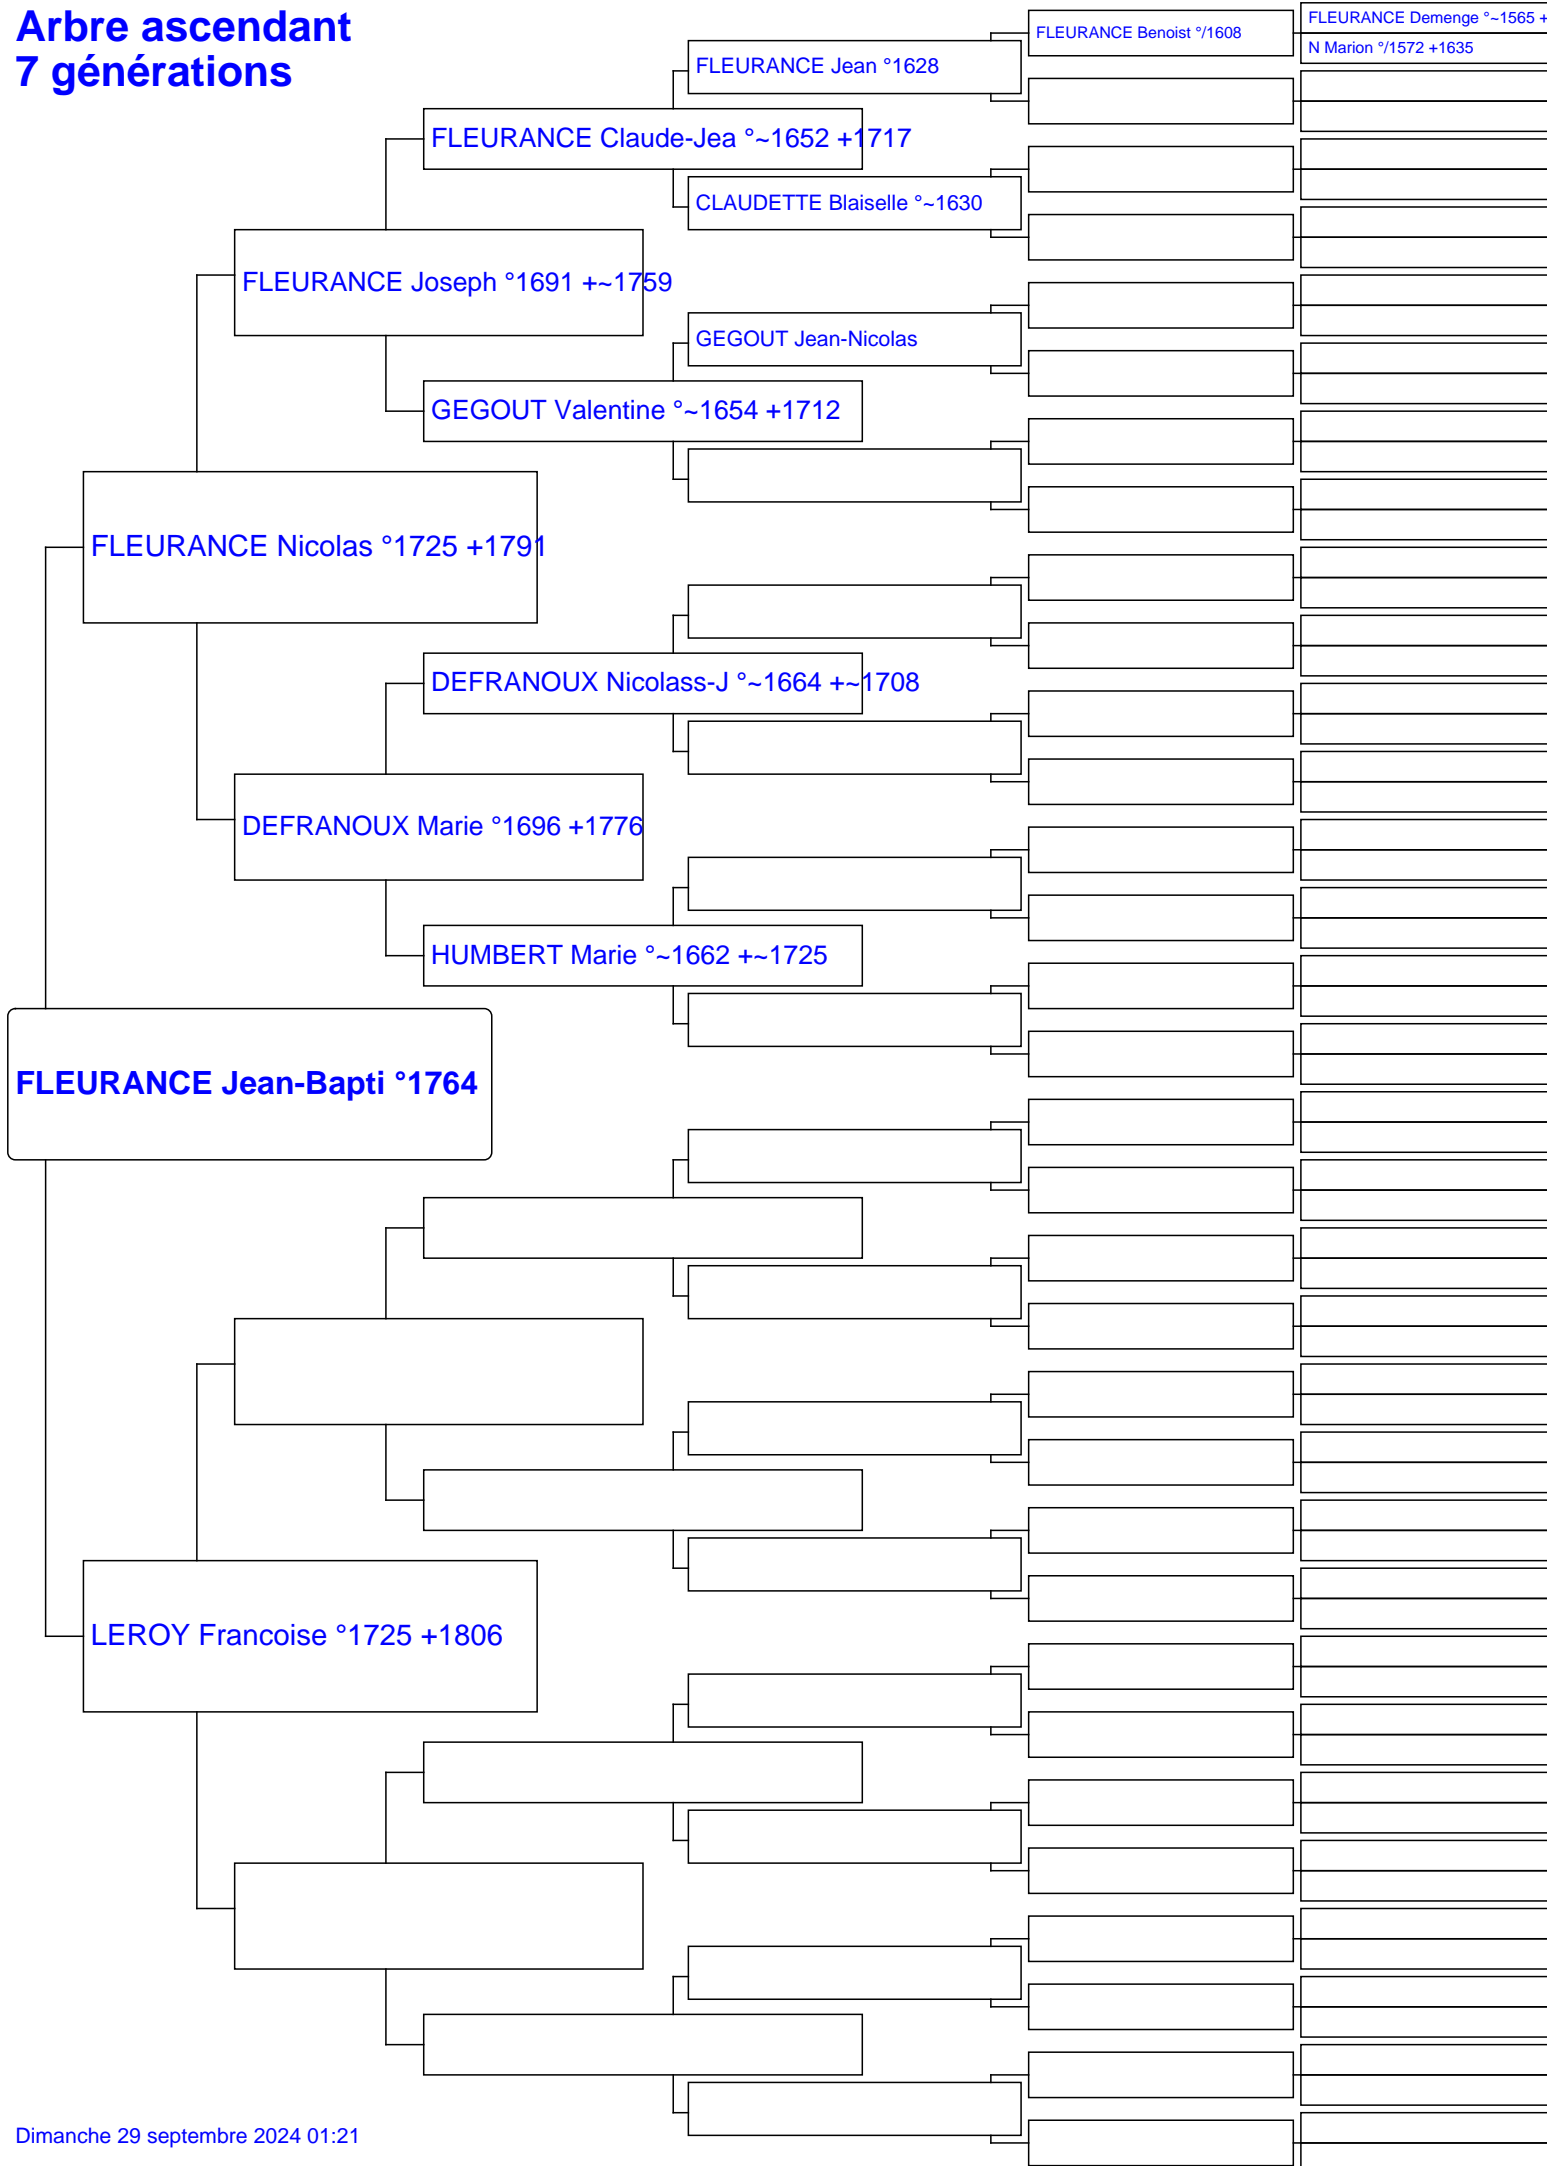 Arbre ascendant
7 générations
FLEURANCE Demenge °~1565 +
FLEURANCE Benoist °/1608
N Marion °/1572 +1635
FLEURANCE Jean °1628
FLEURANCE Claude-Jea °~1652 +1717
CLAUDETTE Blaiselle °~1630
FLEURANCE Joseph °1691 +~1759
GEGOUT Jean-Nicolas
GEGOUT Valentine °~1654 +1712
FLEURANCE Nicolas °1725 +1791
DEFRANOUX Nicolass-J °~1664 +~1708
DEFRANOUX Marie °1696 +1776
HUMBERT Marie °~1662 +~1725
FLEURANCE Jean-Bapti °1764
LEROY Francoise °1725 +1806
Dimanche 29 septembre 2024 01:21